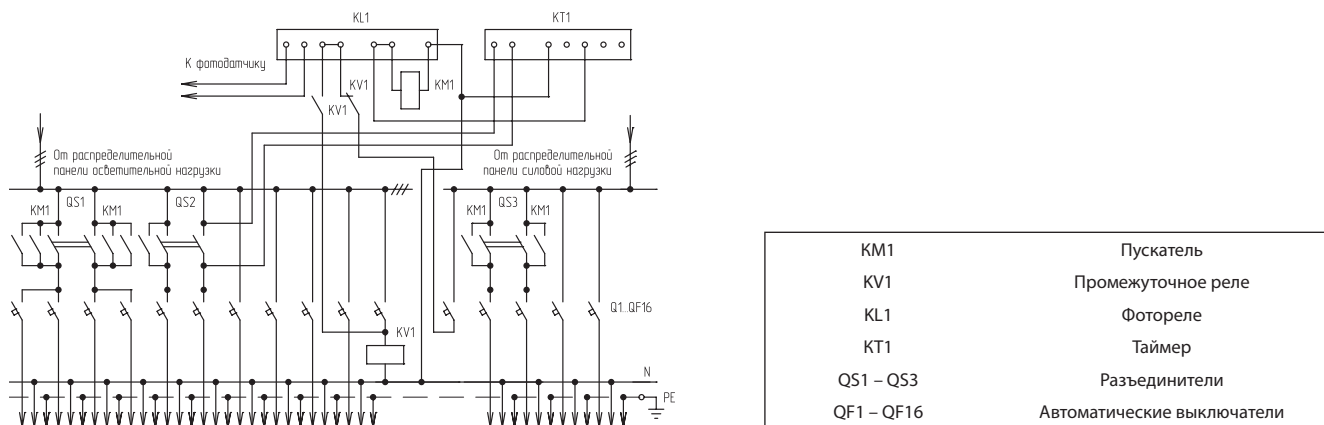 KL1
KT1
К фотодатчику
KV1
KM1
KV1
От распределительной
панели осветительной нагрузки
От распределительной
панели силовой нагрузки
KM1
QS1
KM1
QS2
KM1
QS3
KM1
Q1...QF16
KV1
N
PE
KM1 Пускатель
KV1 Промежуточное реле
KL1 Фотореле
KT1 Таймер
QS1 – QS3 Разъединители
QF1 – QF16 Автоматические выключатели